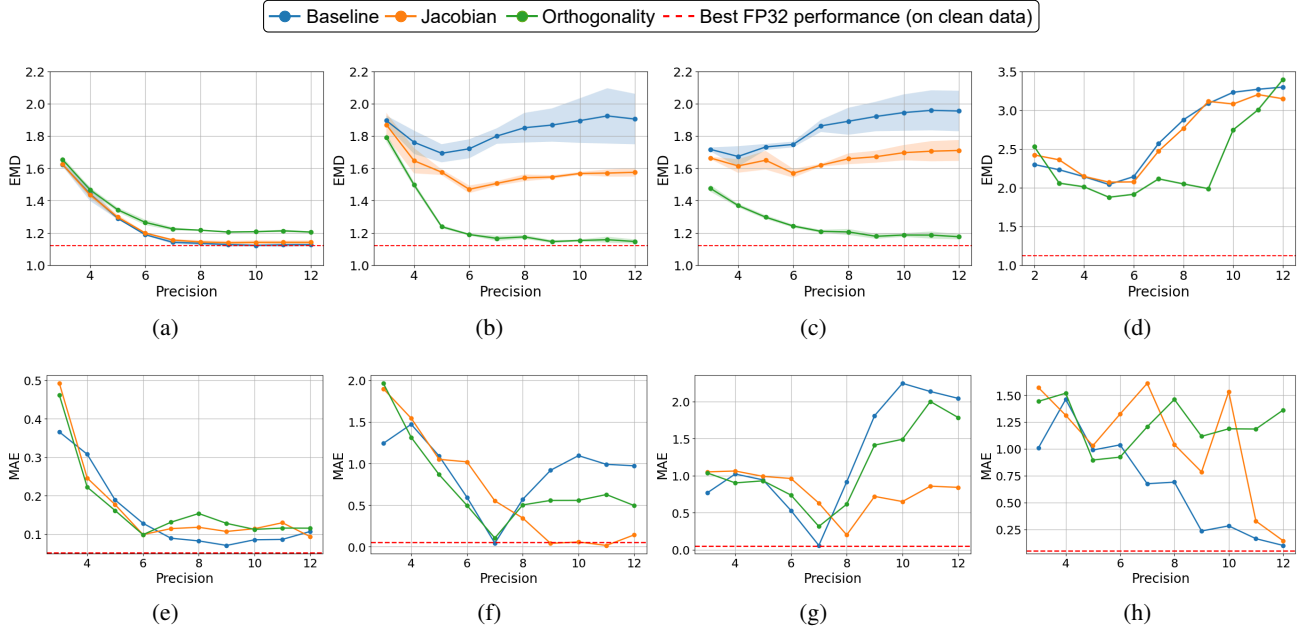 Baseline Jacobian Orthogonality Best FP32 performance (on clean data)
2.2 2.0 1.8 1.6 1.4 1.2 1.0
EMD
4 6 8 10 12
Precision
(a)
2.2 2.0 1.8 1.6 1.4 1.2 1.0
EMD
4 6 8 10 12
Precision
(b)
2.2 2.0 1.8 1.6 1.4 1.2 1.0
EMD
4 6 8 10 12
Precision
(c)
3.5 3.0 2.5 2.0 1.5 1.0
EMD
2 4 6 8 10 12
Precision
(d)
0.5 0.4 0.3 0.2 0.1
MAE
4 6 8 10 12
Precision
(e)
2.0 1.5 1.0 0.5 0.0
MAE
4 6 8 10 12
Precision
(f)
2.0 1.5 1.0 0.5 0.0
MAE
4 6 8 10 12
Precision
(g)
1.50 1.25 1.00 0.75 0.50 0.25
MAE
4 6 8 10 12
Precision
(h)